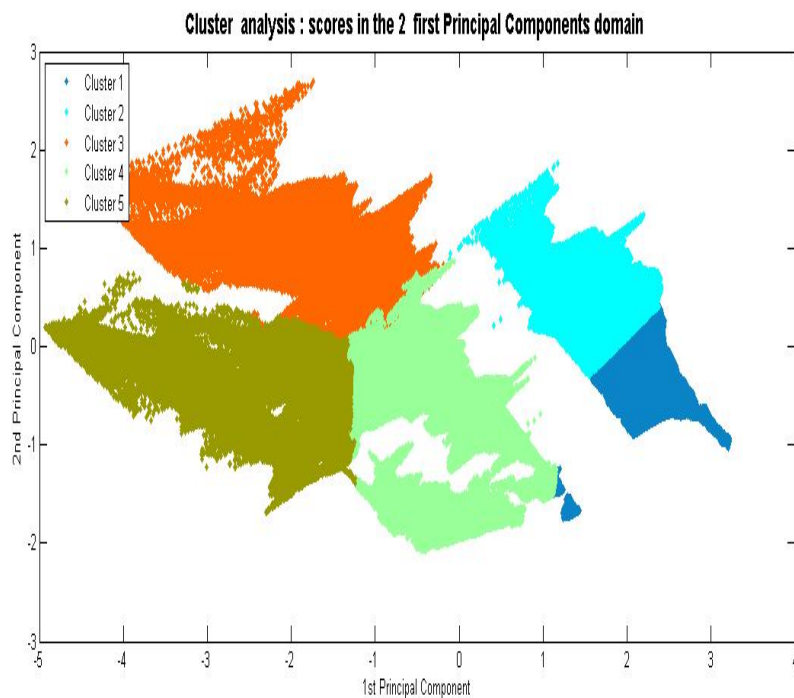 Cluster analysis : scores in the 2 first Principal Components domain
3
2
1
0
-1
-2
-3
2nd Principal Component
Cluster 1
Cluster 2
Cluster 3
Cluster 4
Cluster 5
-5 -4 -3 -2 -1 0 1 2 3 4
1st Principal Component